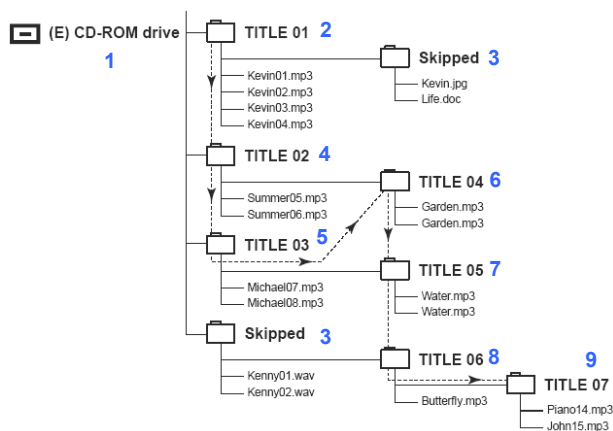 (E) CD-ROM drive
1
TITLE 01 2
Kevin01.mp3
Kevin02.mp3
Kevin03.mp3
Kevin04.mp3
Skipped 3
Kevin.jpg
Life.doc
TITLE 02 4
Summer05.mp3
Summer06.mp3
TITLE 04 6
Garden.mp3
Garden.mp3
TITLE 03 5
Michael07.mp3
Michael08.mp3
TITLE 05 7
Water.mp3
Water.mp3
Skipped 3
Kenny01.wav
Kenny02.wav
TITLE 06 8
Butterfly.mp3
9
TITLE 07
Piano14.mp3
John15.mp3